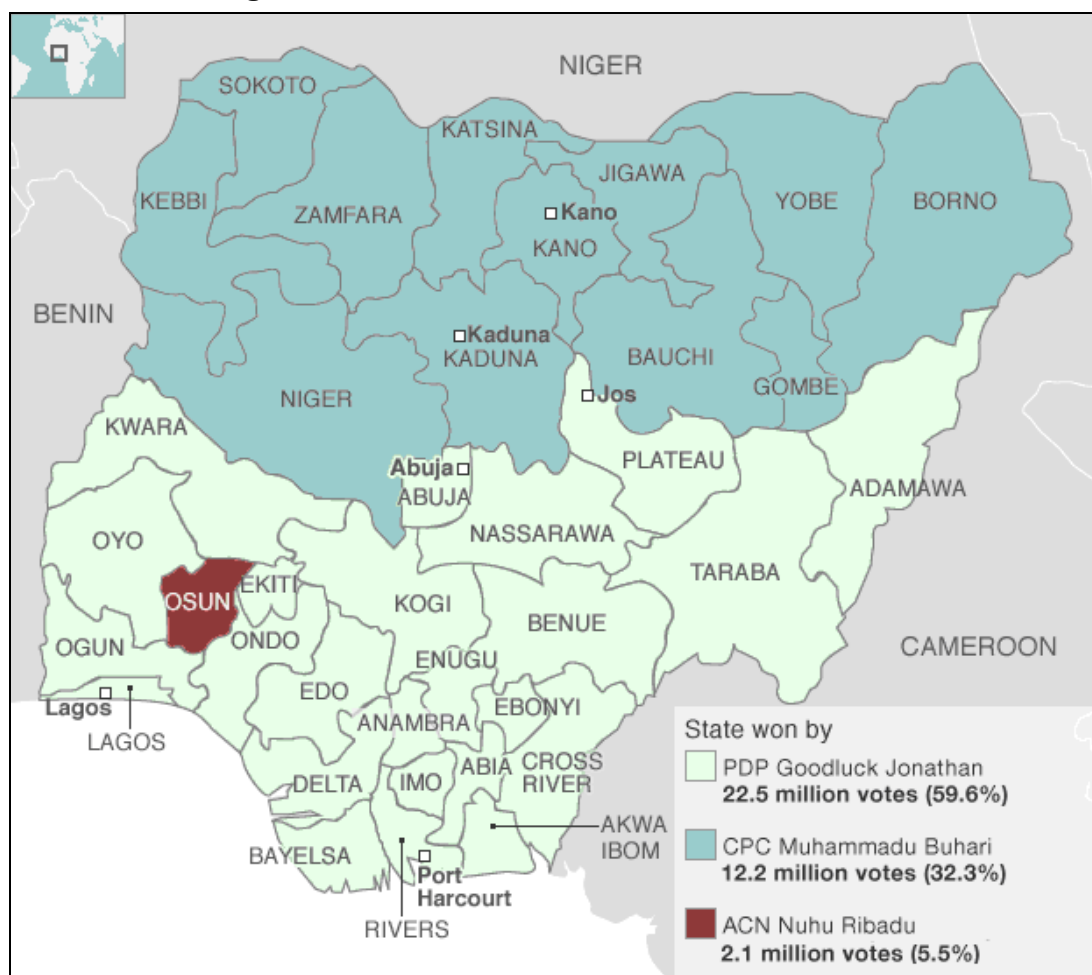 NIGER
SOKOTO
KATSINA
JIGAWA
KEBBI
ZAMFARA
YOBE
BORNO
Kano
KANO
BENIN
Kaduna
KADUNA
BAUCHI
NIGER
GOMBE
Jos
KWARA
Abuja
ABUJA
PLATEAU
ADAMAWA
NASSARAWA
OYO
TARABA
OSUN
EKITI
KOGI
BENUE
OGUN
ONDO
CAMEROON
ENUGU
EDO
EBONYI
Lagos
LAGOS
ANAMBRA
ABIA
CROSS
RIVER
DELTA
IMO
AKWA
IBOM
BAYELSA
Port
Harcourt
RIVERS
State won by
PDP Goodluck Jonathan
22.5 million votes (59.6%)
CPC Muhammadu Buhari
12.2 million votes (32.3%)
ACN Nuhu Ribadu
2.1 million votes (5.5%)